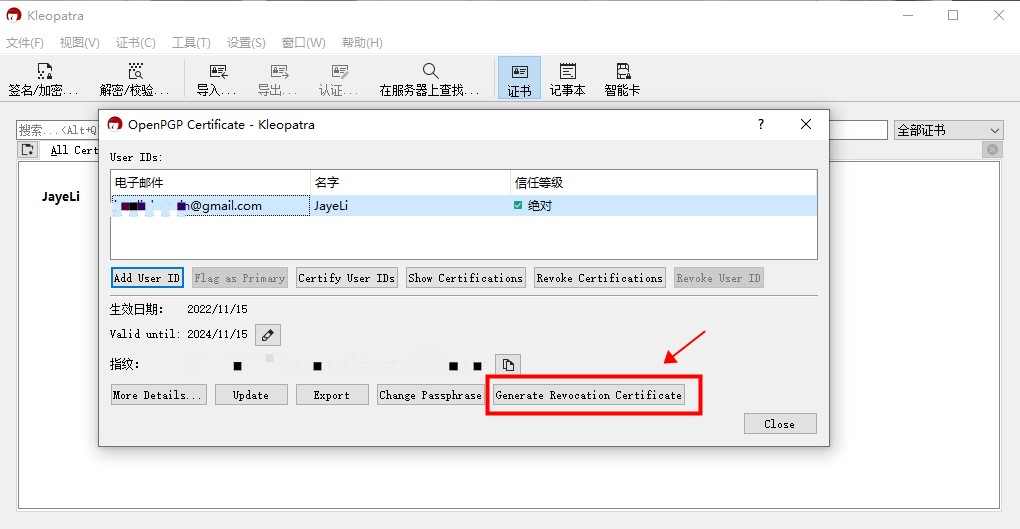 Kleopatra
文件(F) 视图(V) 证书(C) 工具(T) 设置(S) 窗口(W) 帮助(H)
签名/加密... 解密/校验... 导入... 导出... 认证... 在服务器上查找... 证书 记事本 智能卡
搜索...<Alt+Q 全部证书
All Cert
OpenPGP Certificate - Kleopatra ?
User IDs:
电子邮件 名字 信任等级
JayeLi
@gmail.com JayeLi 绝对
Add User ID Flag as Primary Certify User IDs Show Certifications Revoke Certifications Revoke User ID
生效日期: 2022/11/15
Valid until: 2024/11/15
指纹:
More Details... Update Export Change Passphrase Generate Revocation Certificate
Close